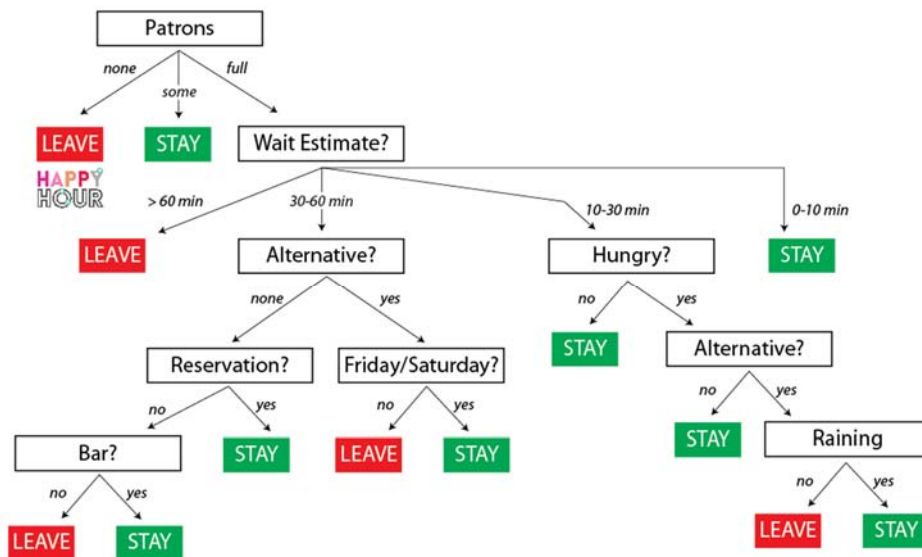 Patrons
none
some
full
LEAVE
STAY
Wait Estimate?
HAPPY
HOUR
> 60 min
30-60 min
10-30 min
0-10 min
LEAVE
Alternative?
Hungry?
STAY
none
yes
no
yes
Reservation?
Friday/Saturday?
STAY
Alternative?
no
yes
no
yes
no
yes
Bar?
STAY
LEAVE
STAY
STAY
Raining
no
yes
no
yes
LEAVE
STAY
LEAVE
STAY